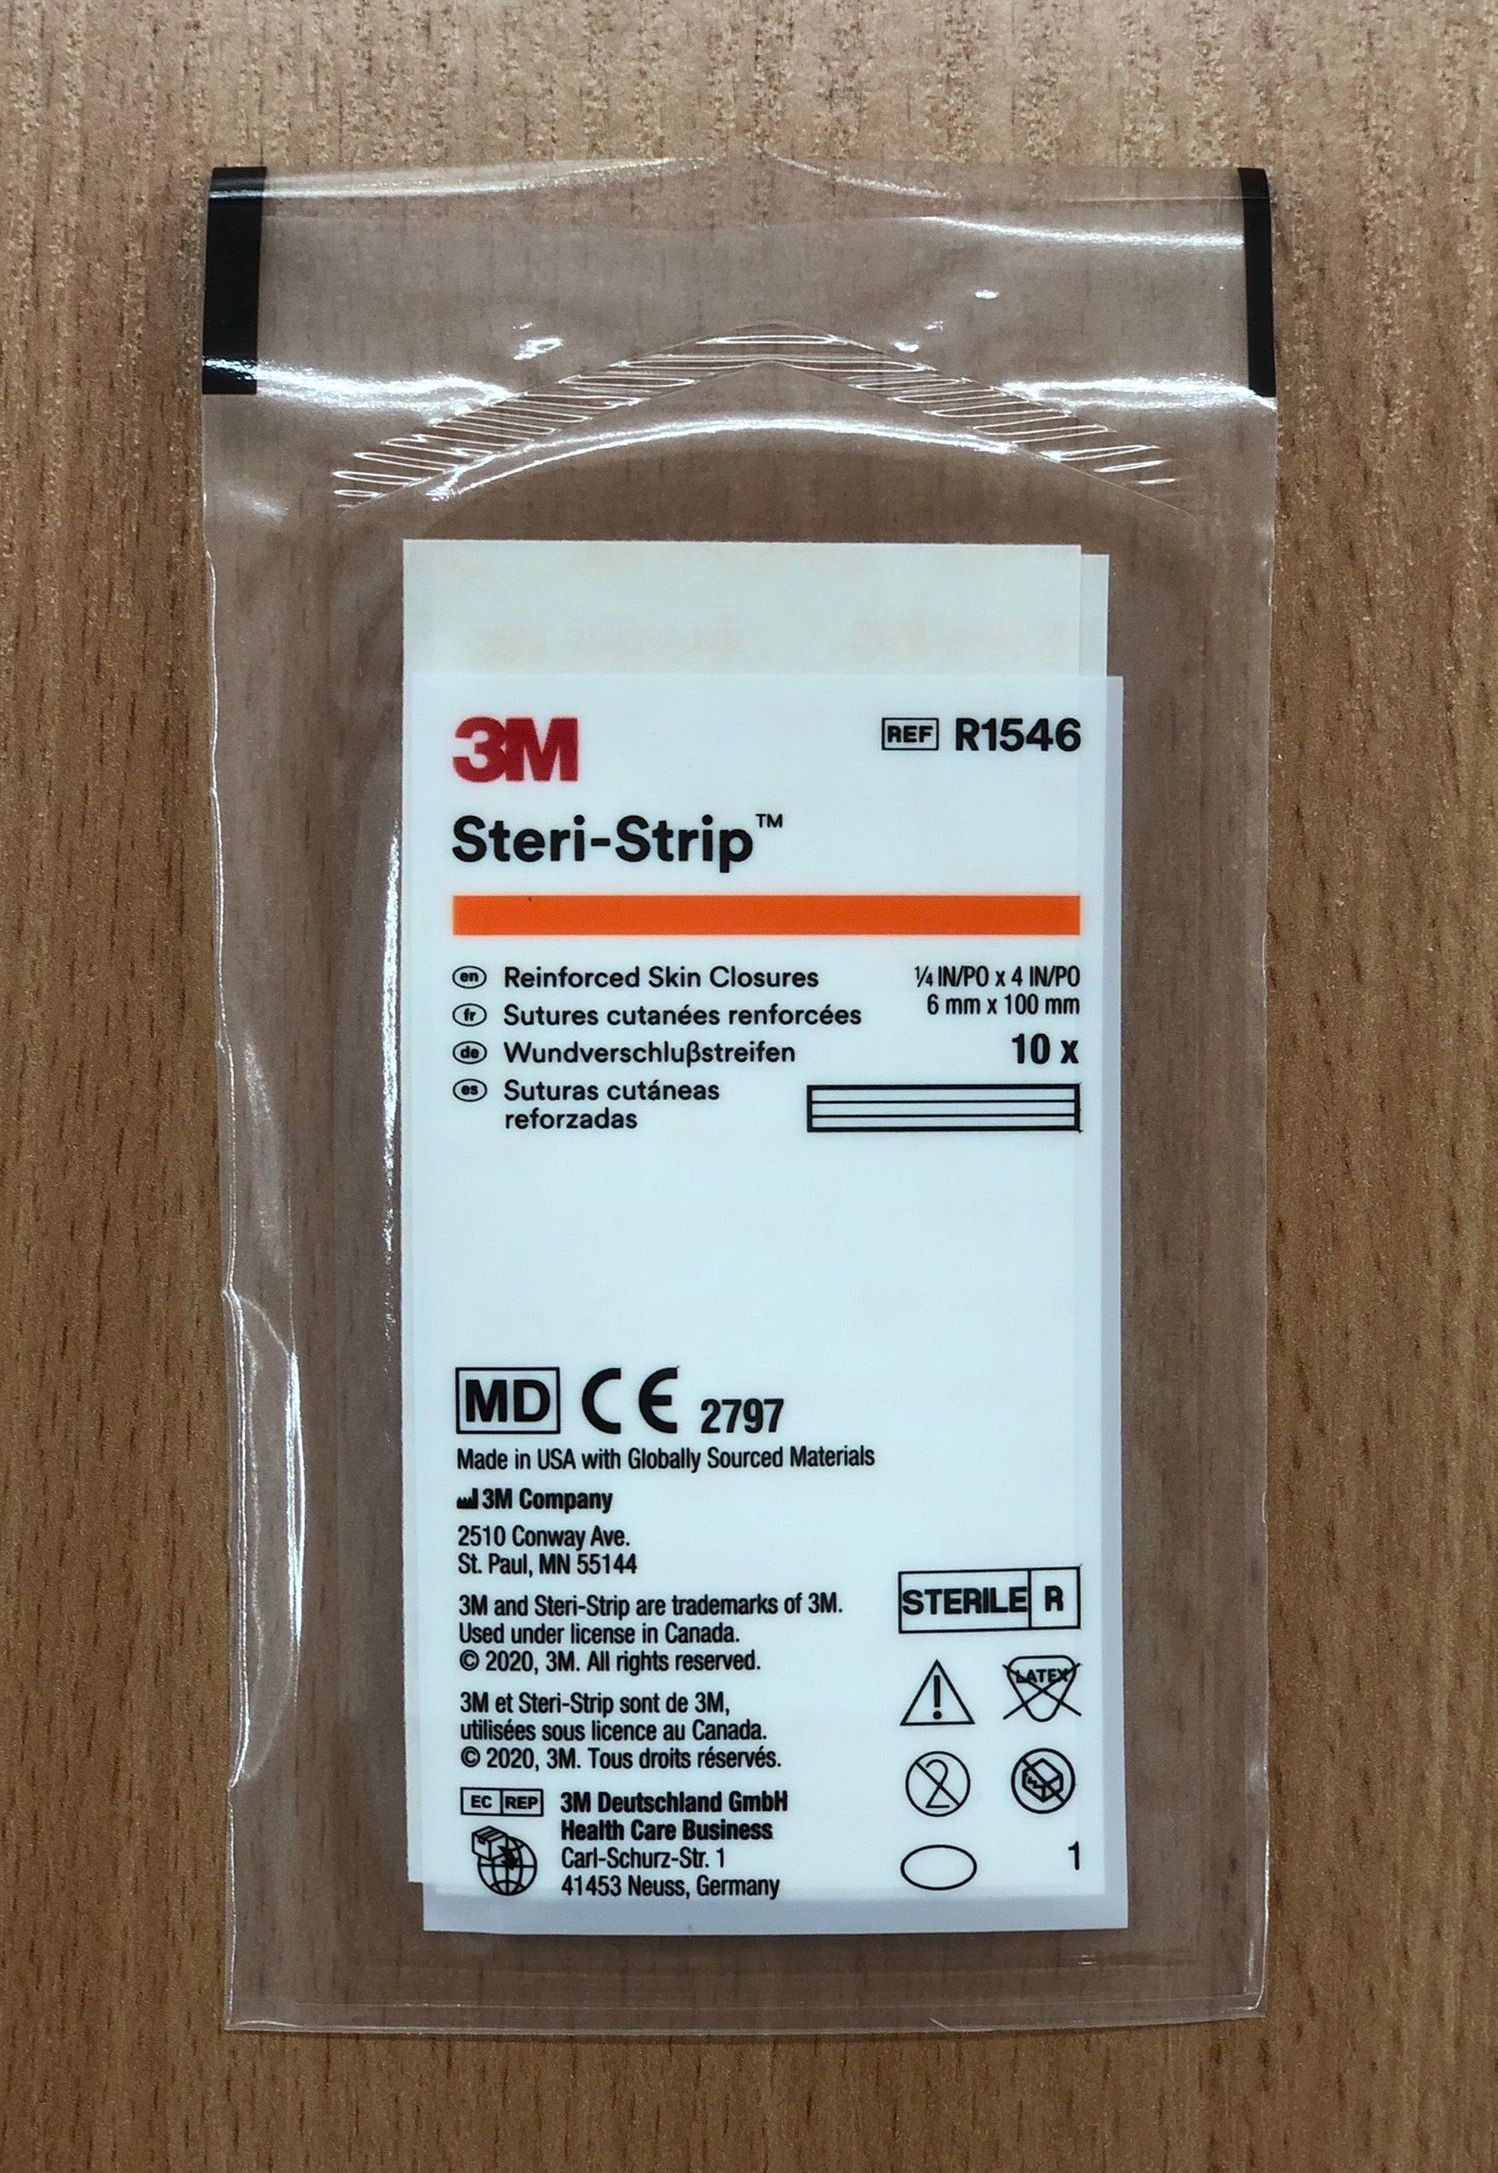 3M
REF R1546
Steri-Strip™
en Reinforced Skin Closures
fr Sutures cutanées renforcées
de Wundverschlußstreifen
es Suturas cutáneas
reforzadas
¼ IN/PO x 4 IN/PO
6 mm x 100 mm
10 x
MD CE 2797
Made in USA with Globally Sourced Materials
3M Company
2510 Conway Ave.
St. Paul, MN 55144
3M and Steri-Strip are trademarks of 3M.
Used under license in Canada.
© 2020, 3M. All rights reserved.
3M et Steri-Strip sont de 3M,
utilisées sous licence au Canada.
© 2020, 3M. Tous droits réservés.
EC REP 3M Deutschland GmbH
Health Care Business
Carl-Schurz-Str. 1
41453 Neuss, Germany
STERILE R
LATEX
2
1